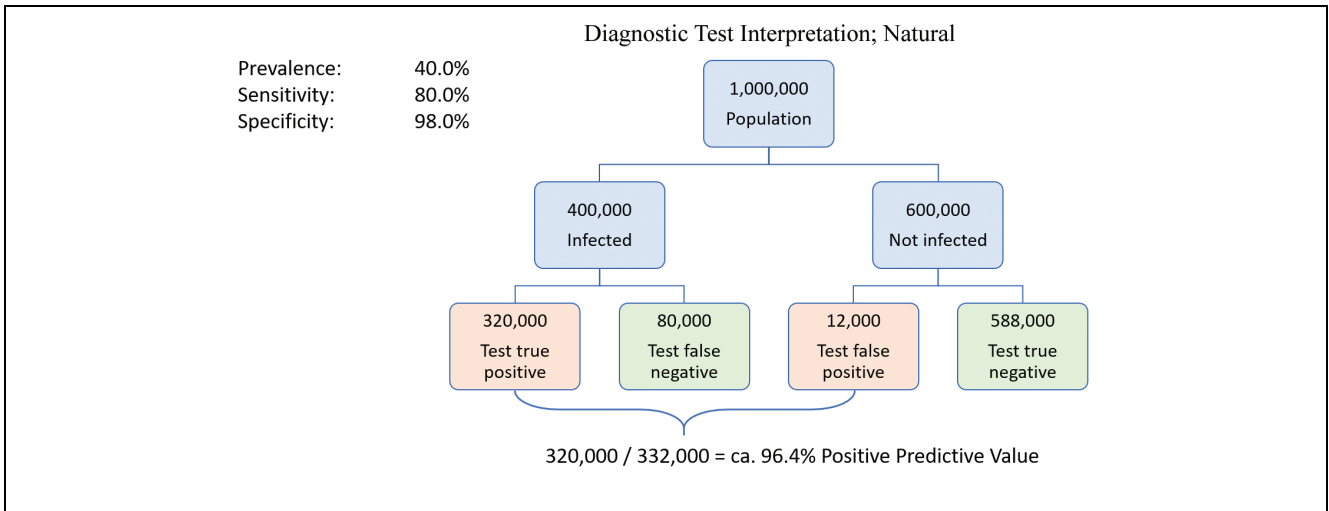 Diagnostic Test Interpretation; Natural
Prevalence: 40.0%
Sensitivity: 80.0%
Specificity: 98.0%
1,000,000
Population
400,000
Infected
600,000
Not infected
320,000
Test true
positive
80,000
Test false
negative
12,000
Test false
positive
588,000
Test true
negative
320,000 / 332,000 = ca. 96.4% Positive Predictive Value